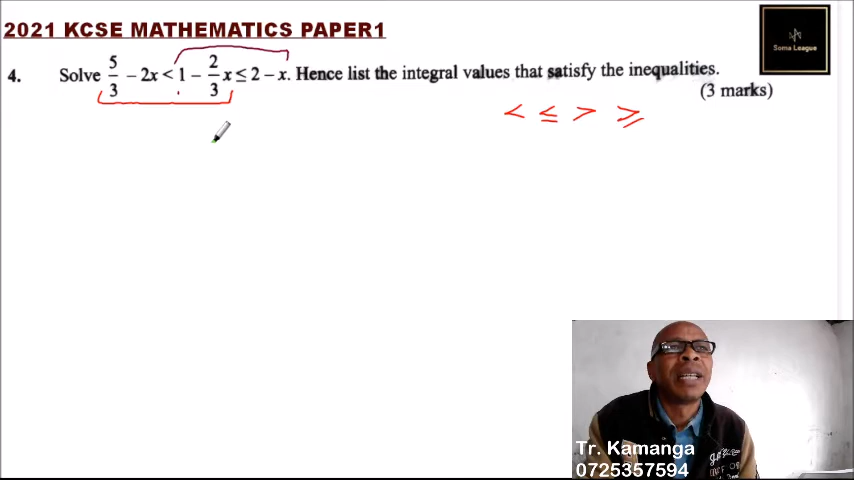 2021 KCSE MATHEMATICS PAPER1
Soma League
4. Solve 5/3 − 2x < 1 − 2/3 x ≤ 2 − x. Hence list the integral values that satisfy the inequalities.
(3 marks)
< ≤ > ≥
Tr. Kamanga
0725357594